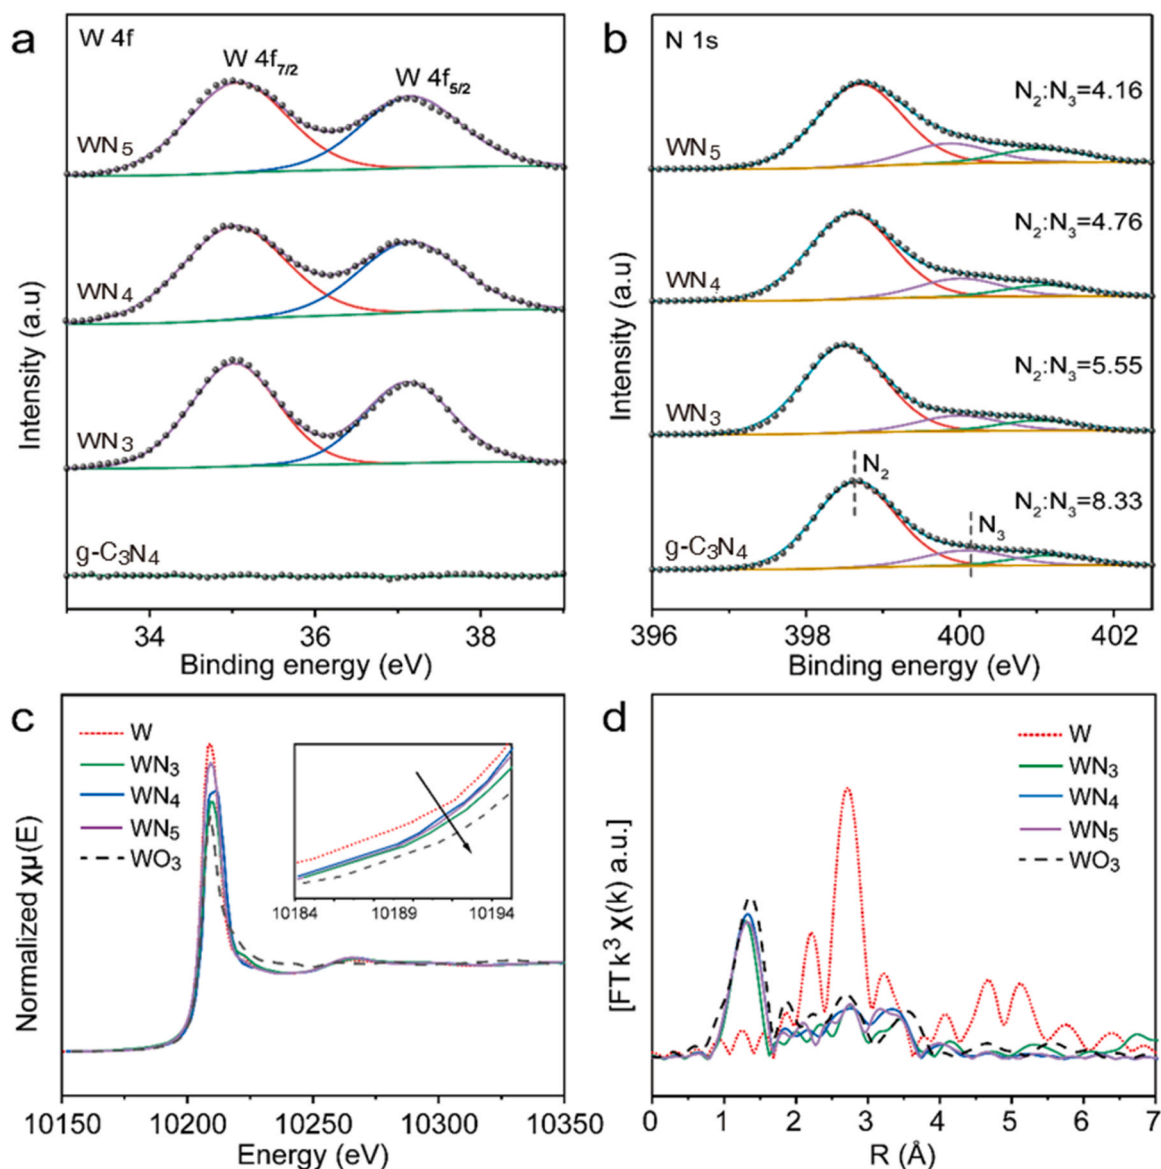 a
W 4f
W 4f7/2
W 4f5/2
WN5
WN4
WN3
g-C3N4
Intensity (a.u)
34 36 38
Binding energy (eV)
b
N 1s
N2:N3=4.16
WN5
N2:N3=4.76
WN4
N2:N3=5.55
WN3
N2
N3
N2:N3=8.33
g-C3N4
Intensity (a.u)
396 398 400 402
Binding energy (eV)
c
W
WN3
WN4
WN5
WO3
10184 10189 10194
Normalized χμ(E)
10150 10200 10250 10300 10350
Energy (eV)
d
W
WN3
WN4
WN5
WO3
[FTk3 χ(k) a.u.]
0 1 2 3 4 5 6 7
R (Å)